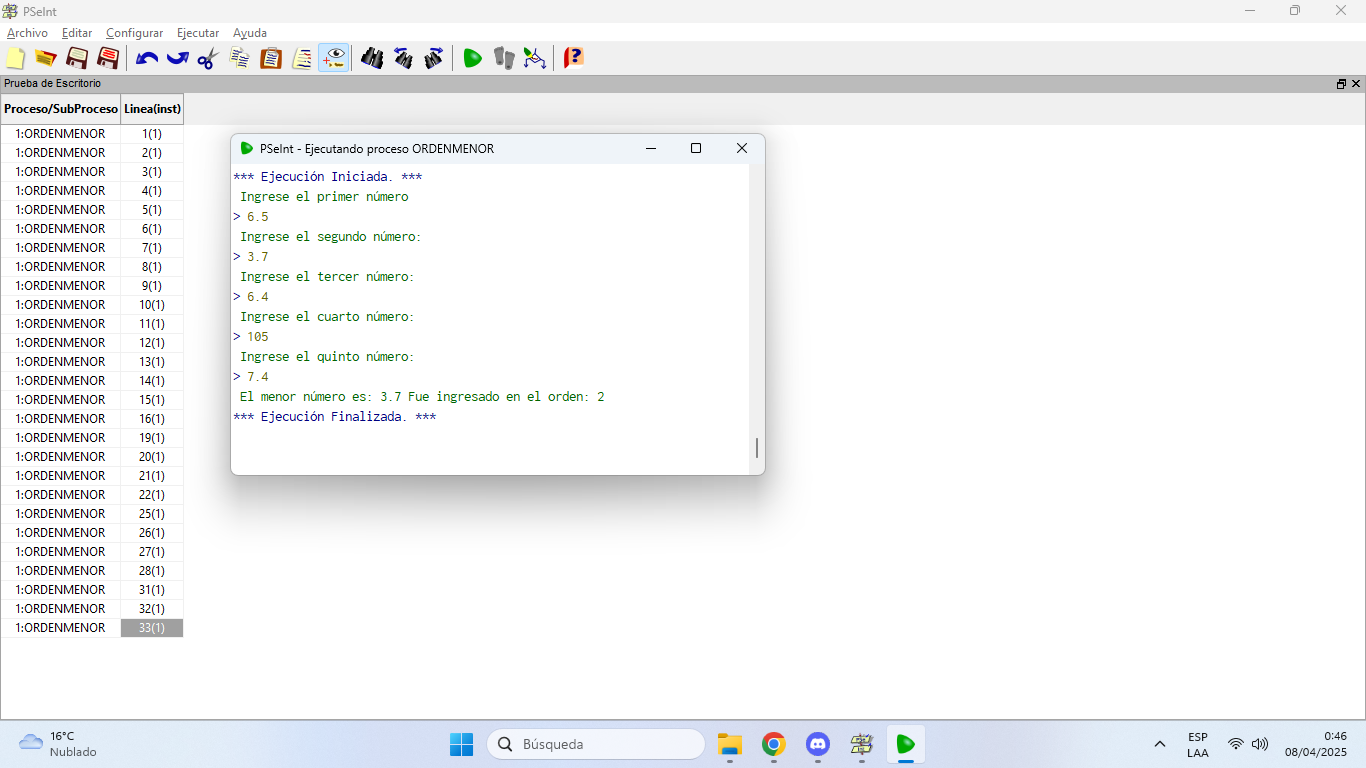 PSeInt
Archivo Editar Configurar Ejecutar Ayuda
Prueba de Escritorio
Proceso/SubProceso Linea(inst)
1:ORDENMENOR 1(1)
1:ORDENMENOR 2(1)
1:ORDENMENOR 3(1)
1:ORDENMENOR 4(1)
1:ORDENMENOR 5(1)
1:ORDENMENOR 6(1)
1:ORDENMENOR 7(1)
1:ORDENMENOR 8(1)
1:ORDENMENOR 9(1)
1:ORDENMENOR 10(1)
1:ORDENMENOR 11(1)
1:ORDENMENOR 12(1)
1:ORDENMENOR 13(1)
1:ORDENMENOR 14(1)
1:ORDENMENOR 15(1)
1:ORDENMENOR 16(1)
1:ORDENMENOR 19(1)
1:ORDENMENOR 20(1)
1:ORDENMENOR 21(1)
1:ORDENMENOR 22(1)
1:ORDENMENOR 25(1)
1:ORDENMENOR 26(1)
1:ORDENMENOR 27(1)
1:ORDENMENOR 28(1)
1:ORDENMENOR 31(1)
1:ORDENMENOR 32(1)
1:ORDENMENOR 33(1)
PSeInt - Ejecutando proceso ORDENMENOR
*** Ejecución Iniciada. ***
Ingrese el primer número
> 6.5
Ingrese el segundo número:
> 3.7
Ingrese el tercer número:
> 6.4
Ingrese el cuarto número:
> 105
Ingrese el quinto número:
> 7.4
El menor número es: 3.7 Fue ingresado en el orden: 2
*** Ejecución Finalizada. ***
16°C
Nublado
Búsqueda
ESP
LAA
0:46
08/04/2025